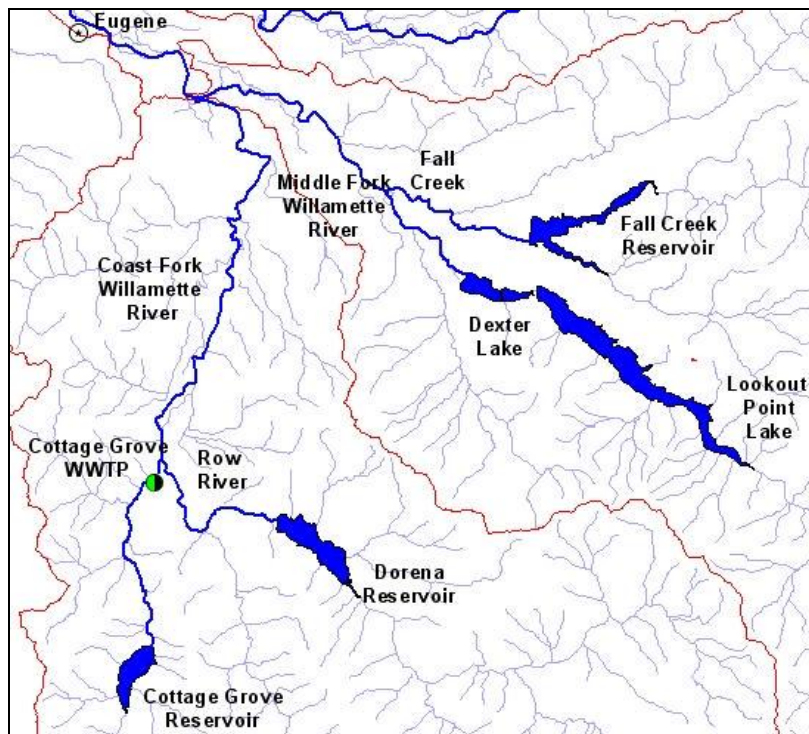 Eugene
Fall
Creek
Middle Fork
Willamette
River
Fall Creek
Reservoir
Coast Fork
Willamette
River
Dexter
Lake
Lookout
Point
Lake
Cottage Grove
WWTP
Row
River
Dorena
Reservoir
Cottage Grove
Reservoir